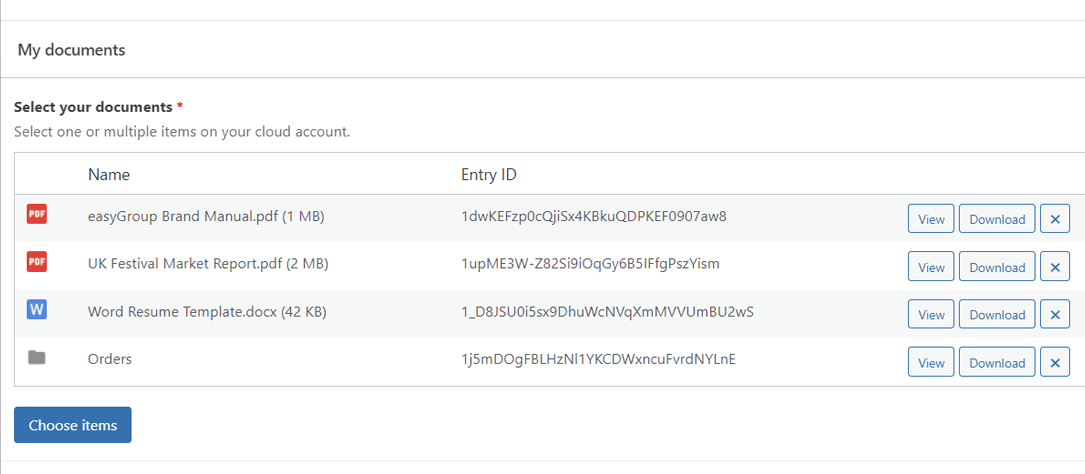 My documents
Select your documents *
Select one or multiple items on your cloud account.
Name Entry ID
PDF easyGroup Brand Manual.pdf (1 MB) 1dwKEFzp0cQjiSx4KBkuQDPKEF0907aw8 View Download ✕
PDF UK Festival Market Report.pdf (2 MB) 1upME3W-Z82Si9iOqGy6B5IFfgPszYism View Download ✕
W Word Resume Template.docx (42 KB) 1_D8JSU0i5sx9DhuWcNVqXmMVVUmBU2wS View Download ✕
Orders 1j5mDOgFBLHzNl1YKCDWxncuFvrdNYLnE View Download ✕
Choose items